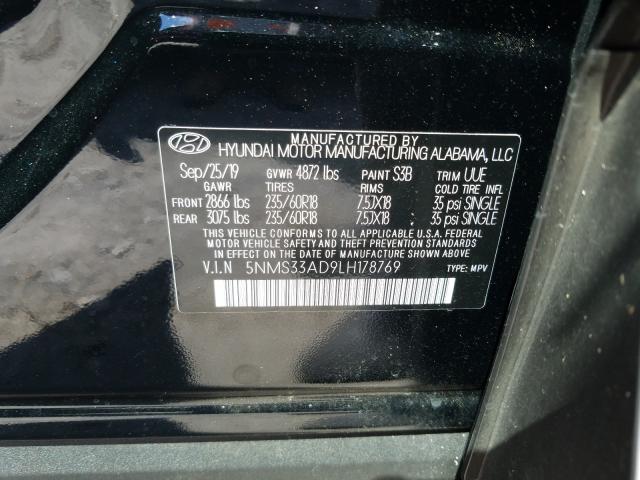 MANUFACTURED BY
HYUNDAI MOTOR MANUFACTURING ALABAMA, LLC
Sep/25/19 GVWR 4872 lbs PAINT S3B TRIM UUE
GAWR TIRES RIMS COLD TIRE INFL
FRONT 2866 lbs 235/60R18 7.5JX18 35 psi SINGLE
REAR 3075 lbs 235/60R18 7.5JX18 35 psi SINGLE
THIS VEHICLE CONFORMS TO ALL APPLICABLE U.S.A FEDERAL
MOTOR VEHICLE SAFETY AND THEFT PREVENTION STANDARDS
IN EFFECT ON THE DATE OF MANUFACTURE SHOWN ABOVE.
V.I.N 5NMS33AD9LH178769 TYPE: MPV